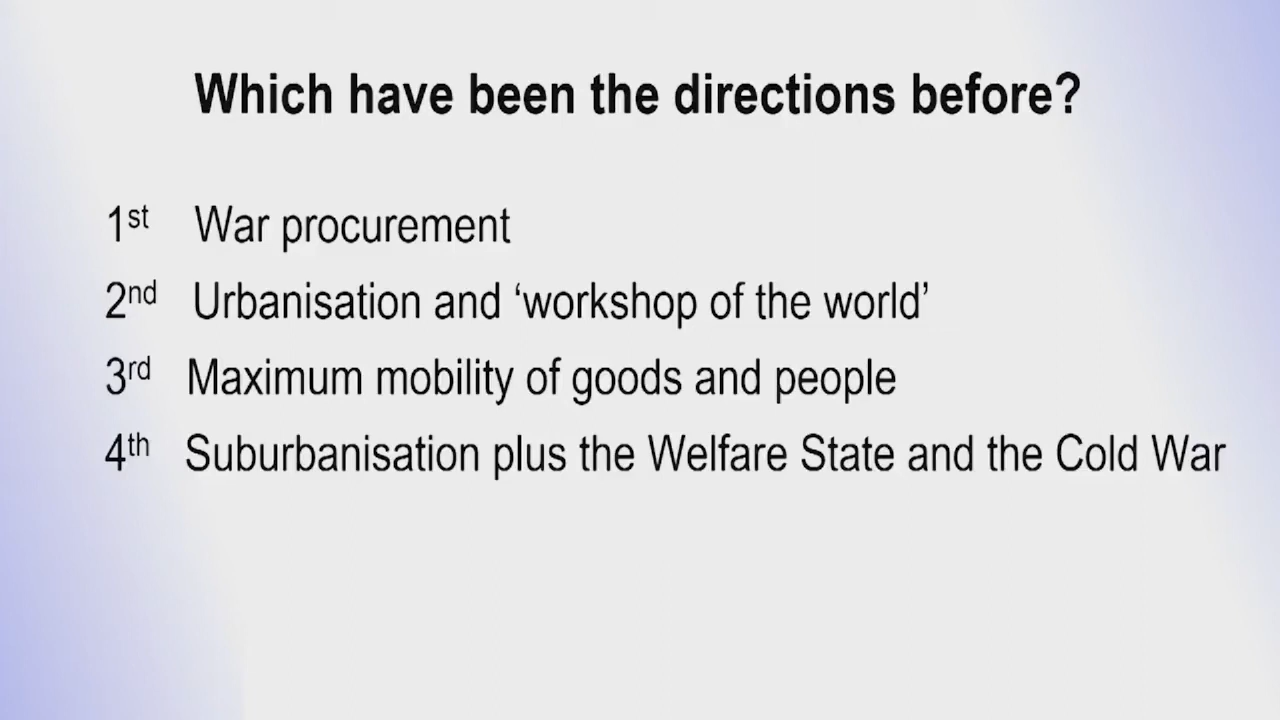 Which have been the directions before?
1st War procurement
2nd Urbanisation and ‘workshop of the world’
3rd Maximum mobility of goods and people
4th Suburbanisation plus the Welfare State and the Cold War